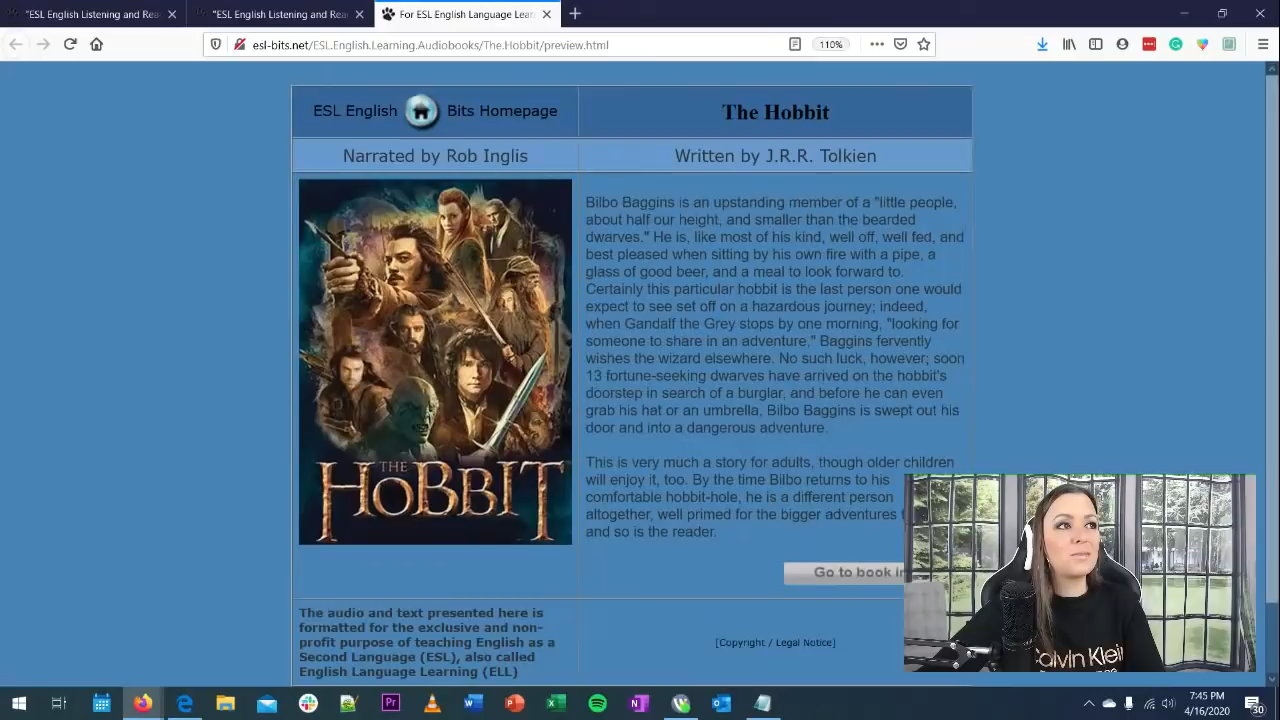 "ESL English Listening and Rea
"ESL English Listening and Rea
For ESL English Language Lear
esl-bits.net/ESL.English.Learning.Audiobooks/The.Hobbit/preview.html
110%
ESL English Bits Homepage
The Hobbit
Narrated by Rob Inglis
Written by J.R.R. Tolkien
Bilbo Baggins is an upstanding member of a "little people,
about half our height, and smaller than the bearded
dwarves." He is, like most of his kind, well off, well fed, and
best pleased when sitting by his own fire with a pipe, a
glass of good beer, and a meal to look forward to.
Certainly this particular hobbit is the last person one would
expect to see set off on a hazardous journey; indeed,
when Gandalf the Grey stops by one morning, "looking for
someone to share in an adventure," Baggins fervently
wishes the wizard elsewhere. No such luck, however; soon
13 fortune-seeking dwarves have arrived on the hobbit's
doorstep in search of a burglar, and before he can even
grab his hat or an umbrella, Bilbo Baggins is swept out his
door and into a dangerous adventure.
This is very much a story for adults, though older children
will enjoy it, too. By the time Bilbo returns to his
comfortable hobbit-hole, he is a different person
altogether, well primed for the bigger adventures
and so is the reader.
THE
HOBBIT
Go to book in
The audio and text presented here is
formatted for the exclusive and non-
profit purpose of teaching English as a
Second Language (ESL), also called
English Language Learning (ELL)
[Copyright / Legal Notice]
Calvin Klein
7:45 PM
4/16/2020
30